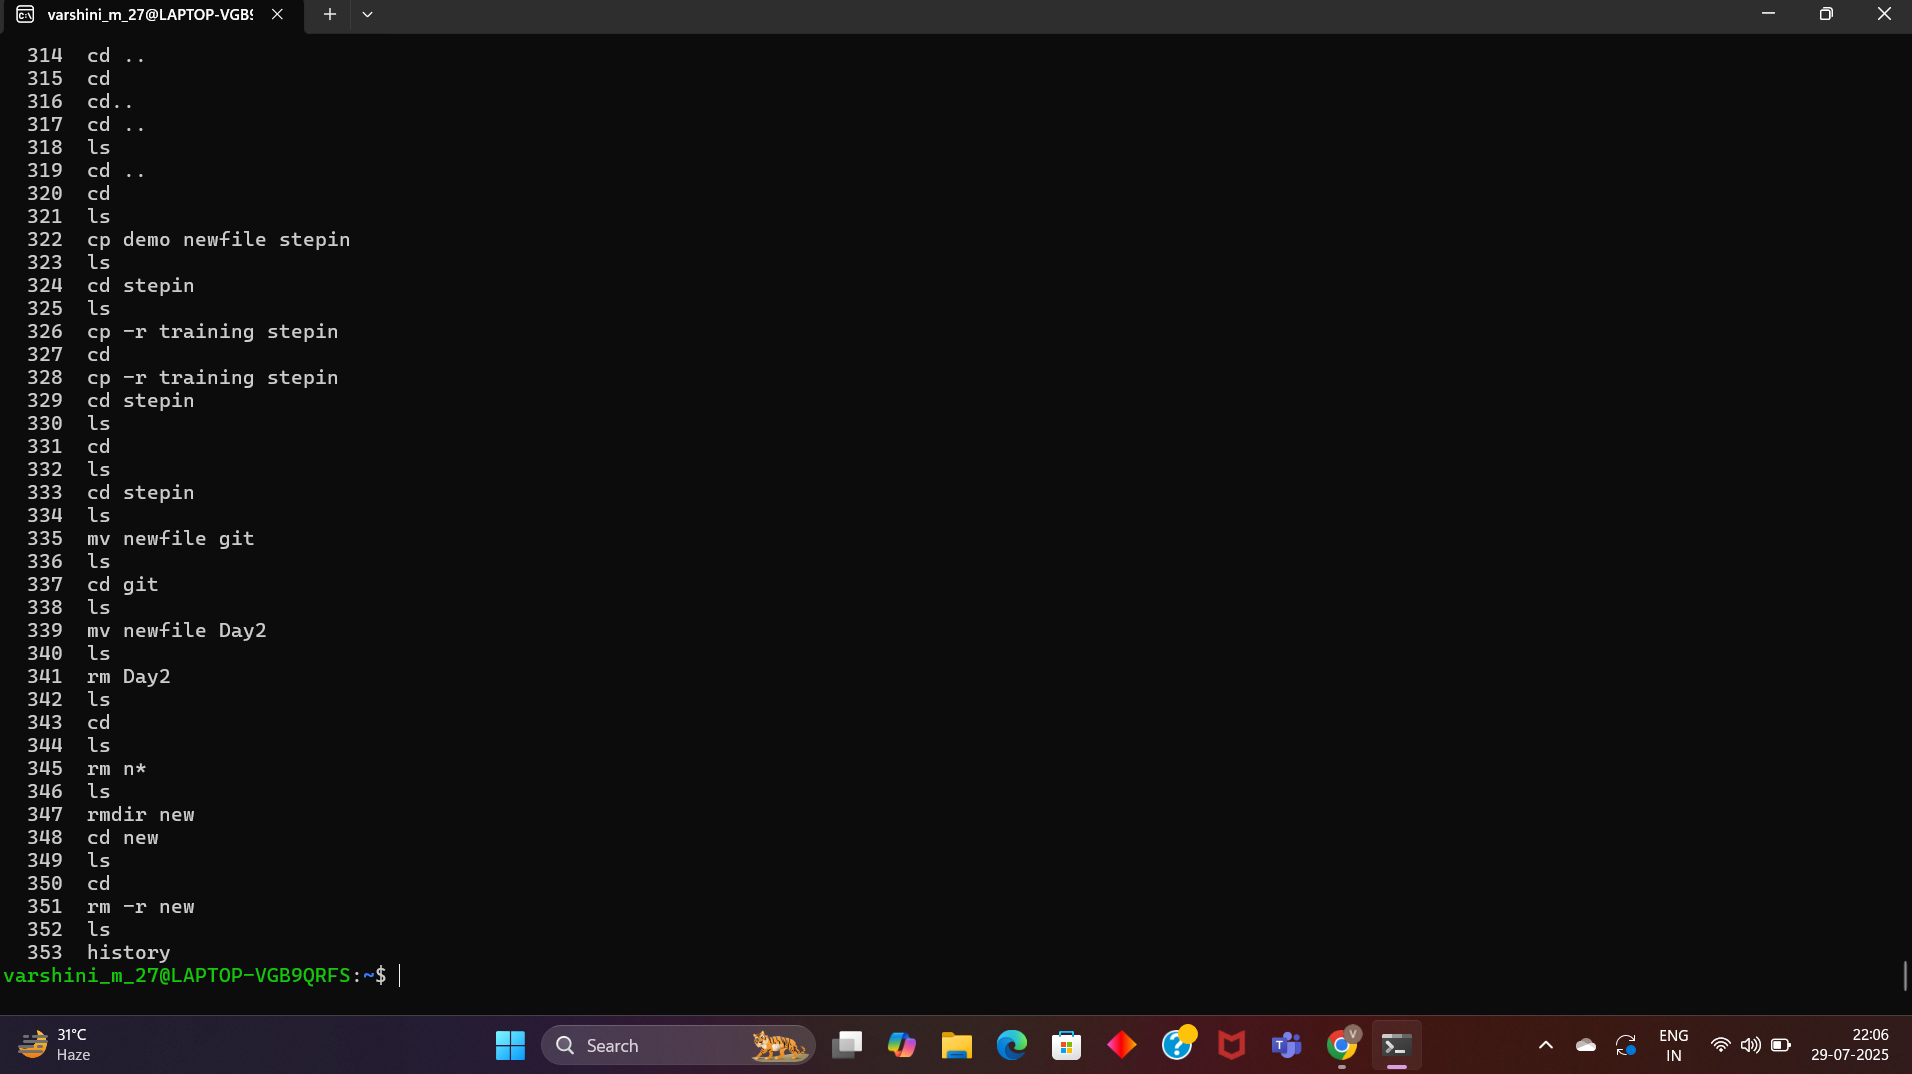 varshini_m_27@LAPTOP-VGB9
314 cd ..
315 cd
316 cd..
317 cd ..
318 ls
319 cd ..
320 cd
321 ls
322 cp demo newfile stepin
323 ls
324 cd stepin
325 ls
326 cp -r training stepin
327 cd
328 cp -r training stepin
329 cd stepin
330 ls
331 cd
332 ls
333 cd stepin
334 ls
335 mv newfile git
336 ls
337 cd git
338 ls
339 mv newfile Day2
340 ls
341 rm Day2
342 ls
343 cd
344 ls
345 rm n*
346 ls
347 rmdir new
348 cd new
349 ls
350 cd
351 rm -r new
352 ls
353 history
varshini_m_27@LAPTOP-VGB9QRFS:~$
31°C
Haze
Search
V
ENG
IN
22:06
29-07-2025